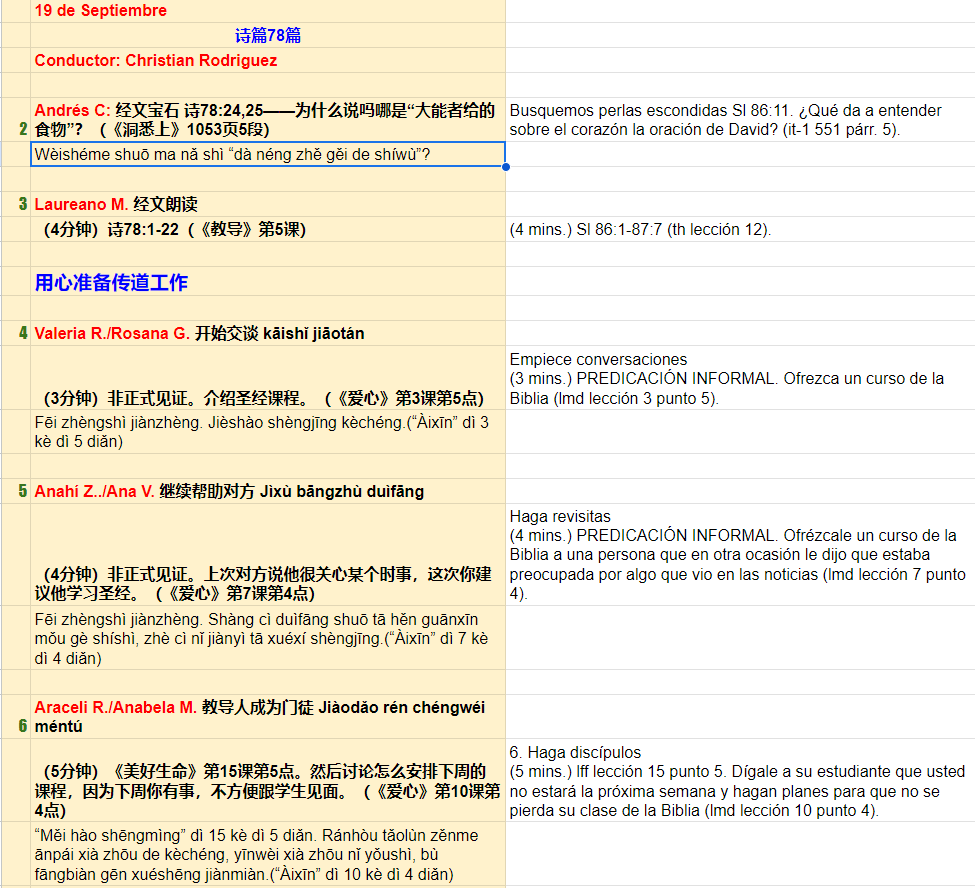 19 de Septiembre
诗篇78篇
Conductor: Christian Rodriguez
Andrés C: 经文宝石 诗78:24,25——为什么说吗哪是“大能者给的
2 食物”？（《洞悉上》1053页5段）
Busquemos perlas escondidas Sl 86:11. ¿Qué da a entender
sobre el corazón la oración de David? (it-1 551 párr. 5).
Wèishéme shuō ma nǎ shì “dà néng zhě gěi de shíwù”?
3 Laureano M. 经文朗读
（4分钟）诗78:1-22（《教导》第5课）
(4 mins.) Sl 86:1-87:7 (th lección 12).
用心准备传道工作
4 Valeria R./Rosana G. 开始交谈 kāishǐ jiāotán
（3分钟）非正式见证。介绍圣经课程。（《爱心》第3课第5点）
Empiece conversaciones
(3 mins.) PREDICACIÓN INFORMAL. Ofrezca un curso de la
Biblia (lmd lección 3 punto 5).
Fēi zhèngshì jiànzhèng. Jièshào shèngjīng kèchéng.(“Àixīn” dì 3
kè dì 5 diǎn)
5 Anahí Z../Ana V. 继续帮助对方 Jìxù bāngzhù duìfāng
（4分钟）非正式见证。上次对方说他很关心某个时事，这次你建
议他学习圣经。（《爱心》第7课第4点）
Haga revisitas
(4 mins.) PREDICACIÓN INFORMAL. Ofrézcale un curso de la
Biblia a una persona que en otra ocasión le dijo que estaba
preocupada por algo que vio en las noticias (lmd lección 7 punto
4).
Fēi zhèngshì jiànzhèng. Shàng cì duìfāng shuō tā hěn guānxīn
mǒu gè shíshì, zhè cì nǐ jiànyì tā xuéxí shèngjīng.(“Àixīn” dì 7 kè
dì 4 diǎn)
Araceli R./Anabela M. 教导人成为门徒 Jiàodǎo rén chéngwéi
6 méntú
（5分钟）《美好生命》第15课第5点。然后讨论怎么安排下周的
课程，因为下周你有事，不方便跟学生见面。（《爱心》第10课第
4点）
6. Haga discípulos
(5 mins.) lff lección 15 punto 5. Dígale a su estudiante que usted
no estará la próxima semana y hagan planes para que no se
pierda su clase de la Biblia (lmd lección 10 punto 4).
“Měi hào shēngmìng” dì 15 kè dì 5 diǎn. Ránhòu tǎolùn zěnme
ānpái xià zhōu de kèchéng, yīnwèi xià zhōu nǐ yǒushì, bù
fāngbiàn gēn xuéshēng jiànmiàn.(“Àixīn” dì 10 kè dì 4 diǎn)